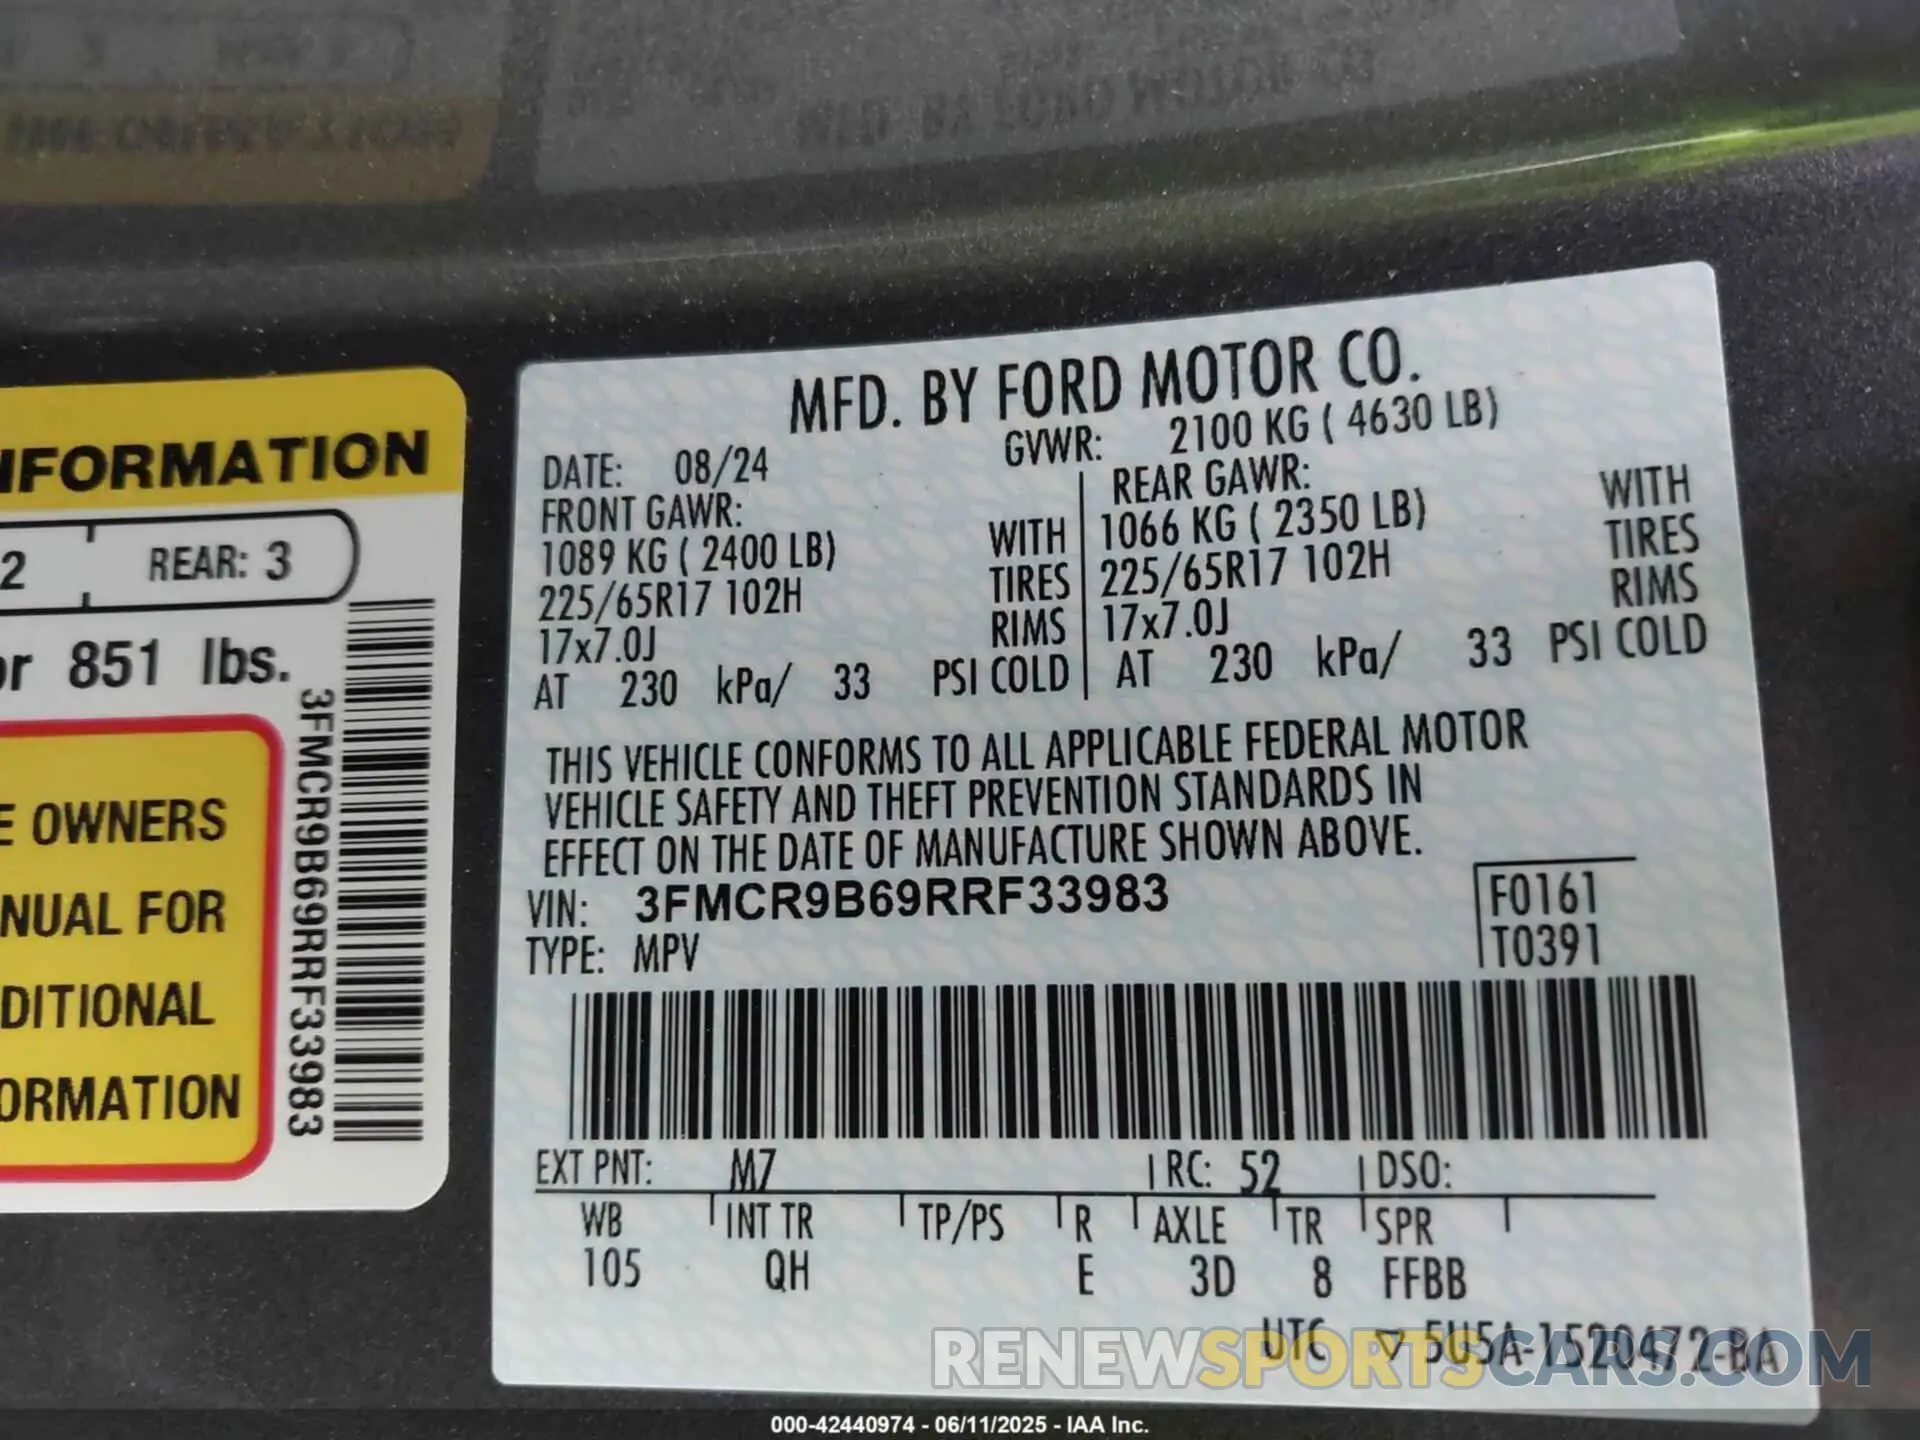 NFORMATION
2 REAR: 3
or 851 lbs.
3FMCR9B69RRF33983
E OWNERS
NUAL FOR
DITIONAL
ORMATION
MFD. BY FORD MOTOR CO.
DATE: 08/24 GVWR: 2100 KG ( 4630 LB)
FRONT GAWR: REAR GAWR:
1089 KG ( 2400 LB) WITH 1066 KG ( 2350 LB) WITH
225/65R17 102H TIRES 225/65R17 102H TIRES
17x7.0J RIMS 17x7.0J RIMS
AT 230 kPa/ 33 PSI COLD AT 230 kPa/ 33 PSI COLD
THIS VEHICLE CONFORMS TO ALL APPLICABLE FEDERAL MOTOR
VEHICLE SAFETY AND THEFT PREVENTION STANDARDS IN
EFFECT ON THE DATE OF MANUFACTURE SHOWN ABOVE.
VIN: 3FMCR9B69RRF33983 F0161
TYPE: MPV T0391
EXT PNT: M7 RC: 52 DSO:
WB INT TR TP/PS R AXLE TR SPR
105 QH E 3D 8 FFBB
UTC 5U5A-1520472-BA
RENEWSPORTSCARS.COM
000-42440974 - 06/11/2025 - IAA Inc.